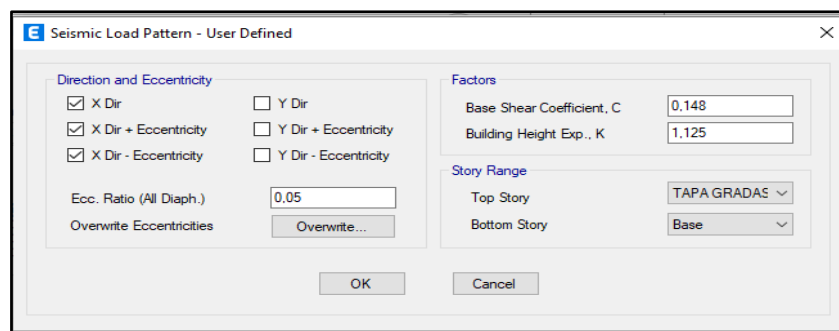 E Seismic Load Pattern - User Defined
Direction and Eccentricity
X Dir
Y Dir
X Dir + Eccentricity
Y Dir + Eccentricity
X Dir - Eccentricity
Y Dir - Eccentricity
Ecc. Ratio (All Diaph.)
0,05
Overwrite Eccentricities
Overwrite...
Factors
Base Shear Coefficient, C
0,148
Building Height Exp., K
1,125
Story Range
Top Story
TAPA GRADAS
Bottom Story
Base
OK
Cancel